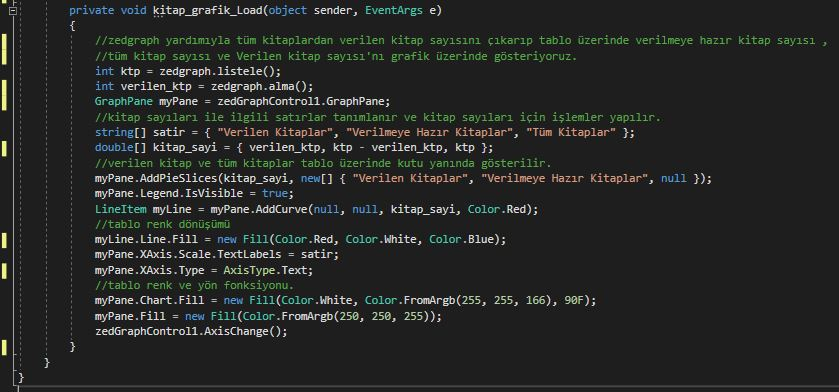 private void kitap_grafik_Load(object sender, EventArgs e)
{
//zedgraph yardımıyla tüm kitaplardan verilen kitap sayısını çıkarıp tablo üzerinde verilmeye hazır kitap sayısı ,
//tüm kitap sayısı ve Verilen kitap sayısı'nı grafik üzerinde gösteriyoruz.
int ktp = zedgraph.listele();
int verilen_ktp = zedgraph.alma();
GraphPane myPane = zedGraphControl1.GraphPane;
//kitap sayıları ile ilgili satırlar tanımlanır ve kitap sayıları için işlemler yapılır.
string[] satir = { "Verilen Kitaplar", "Verilmeye Hazır Kitaplar", "Tüm Kitaplar" };
double[] kitap_sayi = { verilen_ktp, ktp - verilen_ktp, ktp };
//verilen kitap ve tüm kitaplar tablo üzerinde kutu yanında gösterilir.
myPane.AddPieSlices(kitap_sayi, new[] { "Verilen Kitaplar", "Verilmeye Hazır Kitaplar", null });
myPane.Legend.IsVisible = true;
LineItem myLine = myPane.AddCurve(null, null, kitap_sayi, Color.Red);
//tablo renk dönüşümü
myLine.Line.Fill = new Fill(Color.Red, Color.White, Color.Blue);
myPane.XAxis.Scale.TextLabels = satir;
myPane.XAxis.Type = AxisType.Text;
//tablo renk ve yön fonksiyonu.
myPane.Chart.Fill = new Fill(Color.White, Color.FromArgb(255, 255, 166), 90F);
myPane.Fill = new Fill(Color.FromArgb(250, 250, 255));
zedGraphControl1.AxisChange();
}
}
}